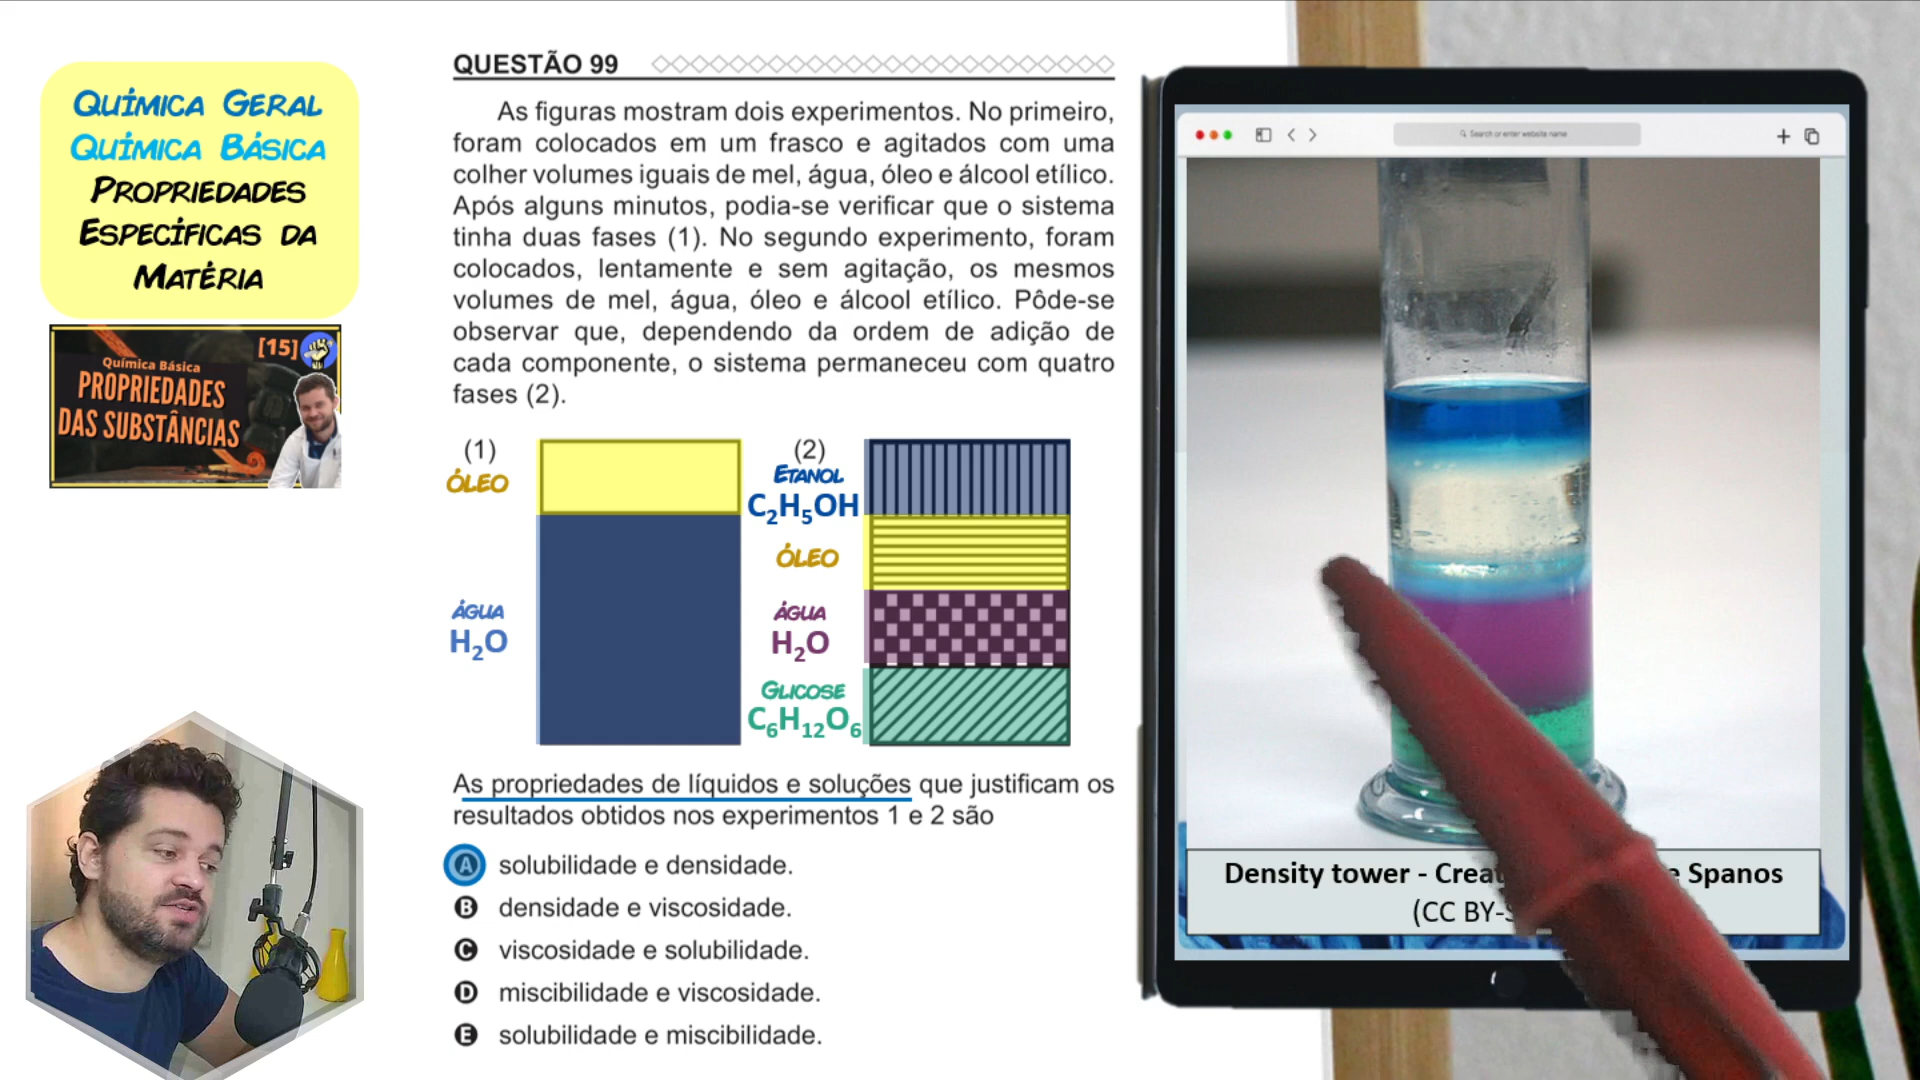 QUÍMICA GERAL
QUÍMICA BÁSICA
PROPRIEDADES
ESPECÍFICAS DA
MATÉRIA
[15]
Química Básica
PROPRIEDADES
DAS SUBSTÂNCIAS
QUESTÃO 99
As figuras mostram dois experimentos. No primeiro,
foram colocados em um frasco e agitados com uma
colher volumes iguais de mel, água, óleo e álcool etílico.
Após alguns minutos, podia-se verificar que o sistema
tinha duas fases (1). No segundo experimento, foram
colocados, lentamente e sem agitação, os mesmos
volumes de mel, água, óleo e álcool etílico. Pôde-se
observar que, dependendo da ordem de adição de
cada componente, o sistema permaneceu com quatro
fases (2).
(1)
ÓLEO
ÁGUA
H₂O
(2)
ETANOL
C₂H₅OH
ÓLEO
ÁGUA
H₂O
GLICOSE
C₆H₁₂O₆
As propriedades de líquidos e soluções que justificam os
resultados obtidos nos experimentos 1 e 2 são
A solubilidade e densidade.
B densidade e viscosidade.
C viscosidade e solubilidade.
D miscibilidade e viscosidade.
E solubilidade e miscibilidade.
Search or enter website name
Density tower - Spanos
(CC